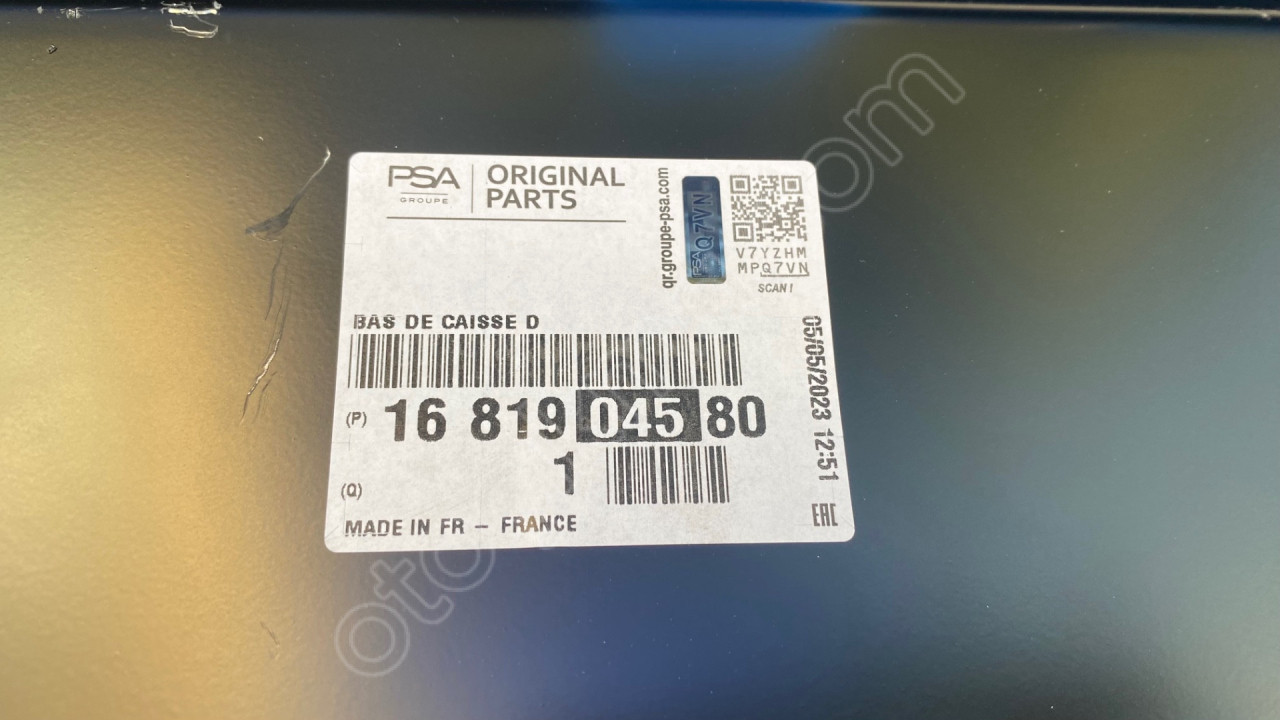 PSA
GROUPE
ORIGINAL
PARTS
qr.groupe-psa.com
PSA Q7VN
V7YZHM
MPQ7VN
SCAN!
BAS DE CAISSE D
(P) 16 819 045 80
(Q) 1
MADE IN FR - FRANCE
05/05/2023 12:51
EAC